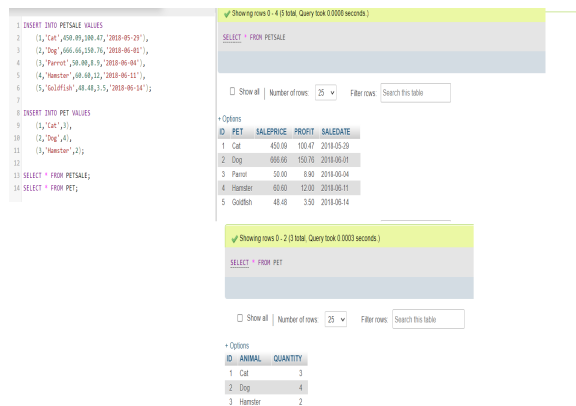 1 INSERT INTO PETSALE VALUES
2 (1,'Cat',450.09,100.47,'2018-05-29'),
3 (2,'Dog',666.66,150.76,'2018-06-01'),
4 (3,'Parrot',50.00,8.9,'2018-06-04'),
5 (4,'Hamster',60.60,12,'2018-06-11'),
6 (5,'Goldfish',48.48,3.5,'2018-06-14');
7
8 INSERT INTO PET VALUES
9 (1,'Cat',3),
10 (2,'Dog',4),
11 (3,'Hamster',2);
12
13 SELECT * FROM PETSALE;
14 SELECT * FROM PET;
Showing rows 0 - 4 (5 total, Query took 0.0008 seconds.)
SELECT * FROM PETSALE
Show all | Number of rows: 25 Filter rows: Search this table
+ Options
ID PET SALEPRICE PROFIT SALEDATE
1 Cat 450.09 100.47 2018-05-29
2 Dog 666.66 150.76 2018-06-01
3 Parrot 50.00 8.90 2018-06-04
4 Hamster 60.60 12.00 2018-06-11
5 Goldfish 48.48 3.50 2018-06-14
Showing rows 0 - 2 (3 total, Query took 0.0003 seconds.)
SELECT * FROM PET
Show all | Number of rows: 25 Filter rows: Search this table
+ Options
ID ANIMAL QUANTITY
1 Cat 3
2 Dog 4
3 Hamster 2